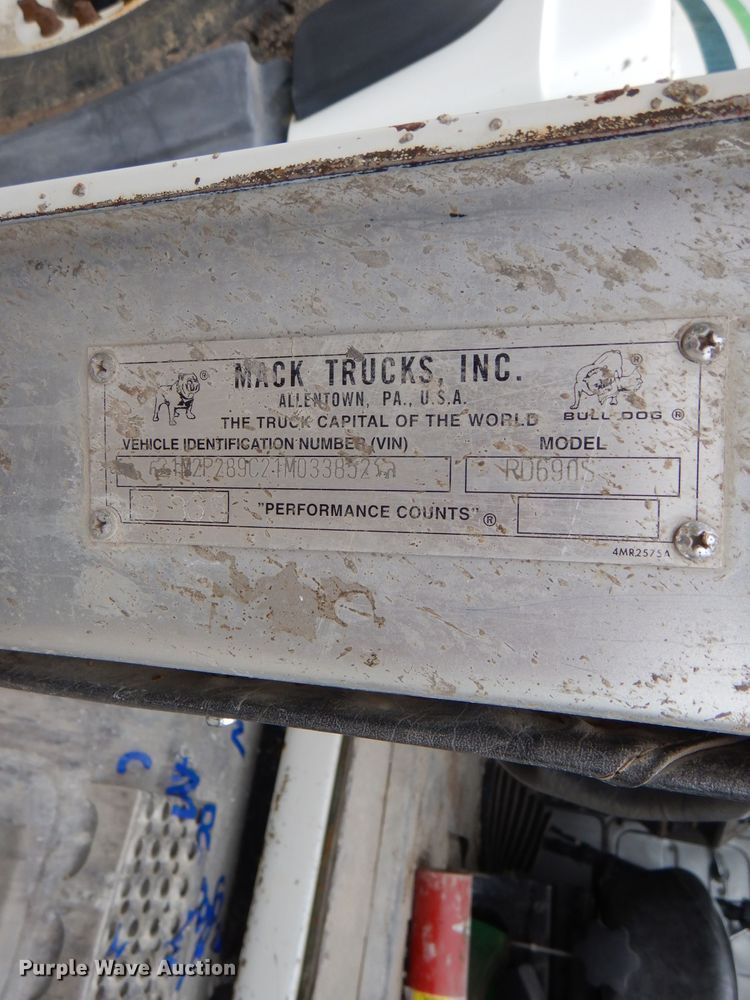 MACK TRUCKS, INC.
ALLENTOWN, PA., U.S.A.
THE TRUCK CAPITAL OF THE WORLD
BULL DOG ®
VEHICLE IDENTIFICATION NUMBER (VIN)
MODEL
RD690S
"PERFORMANCE COUNTS" ®
4MR2575A
Purple Wave Auction